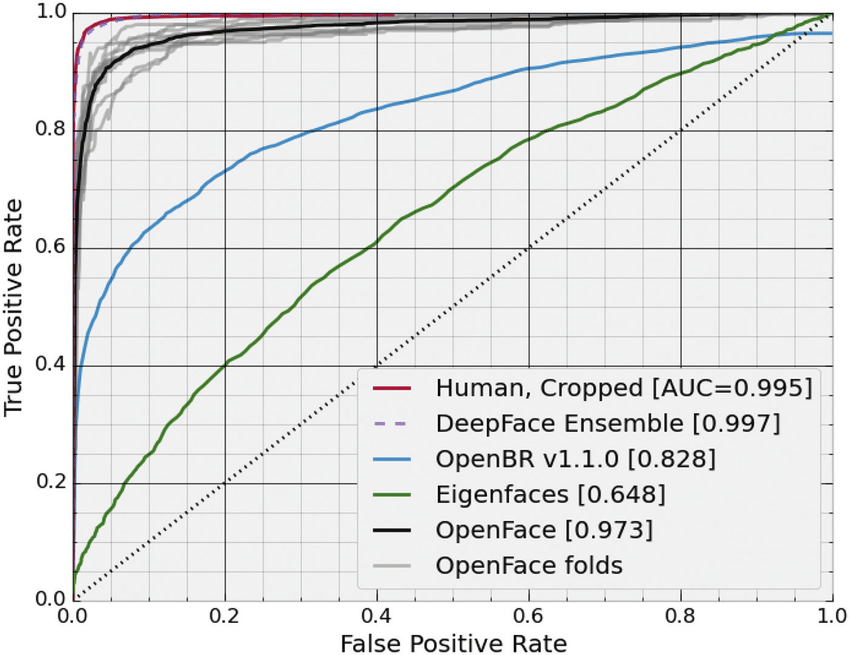 1.0
0.8
0.6
0.4
0.2
0.0
True Positive Rate
Human, Cropped [AUC=0.995]
DeepFace Ensemble [0.997]
OpenBR v1.1.0 [0.828]
Eigenfaces [0.648]
OpenFace [0.973]
OpenFace folds
0.0 0.2 0.4 0.6 0.8 1.0
False Positive Rate